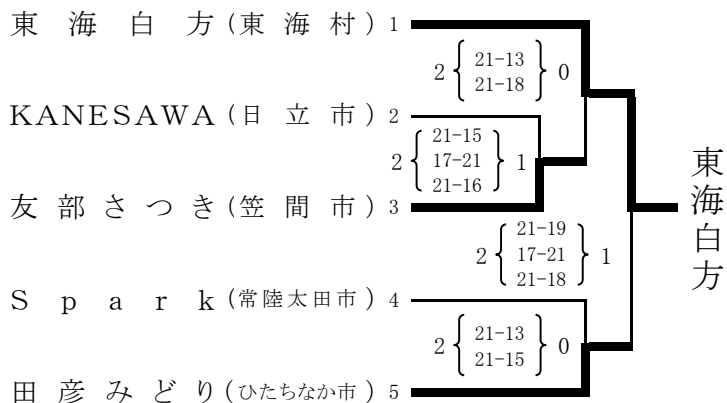 東海白方(東海村) 1
2 { 21-13 21-18 } 0
KANESAWA(日立市) 2
2 { 21-15 17-21 21-16 } 1
友部さつき(笠間市) 3
2 { 21-19 17-21 21-18 } 1
Spark(常陸太田市) 4
2 { 21-13 21-15 } 0
田彦みどり(ひたちなか市) 5
東海白方